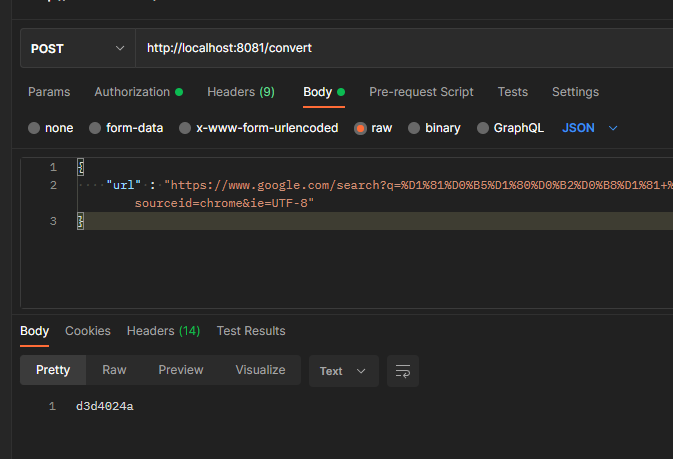 POST http://localhost:8081/convert
Params Authorization Headers (9) Body Pre-request Script Tests Settings
none form-data x-www-form-urlencoded raw binary GraphQL JSON
1 {
2 "url" : "https://www.google.com/search?q=%D1%81%D0%B5%D1%80%D0%B2%D0%B8%D1%81+%
sourceid=chrome&ie=UTF-8"
3 }
Body Cookies Headers (14) Test Results
Pretty Raw Preview Visualize Text
1 d3d4024a